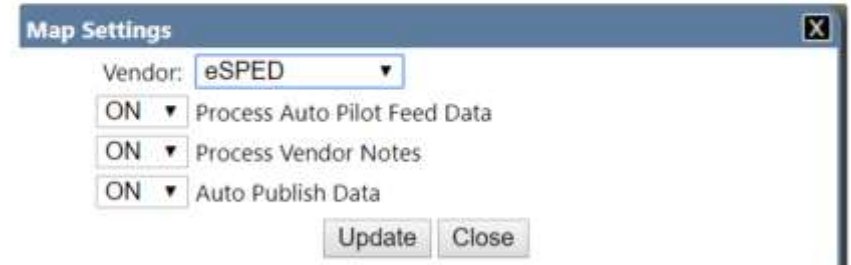 Map Settings X
Vendor: eSPED
ON Process Auto Pilot Feed Data
ON Process Vendor Notes
ON Auto Publish Data
Update Close